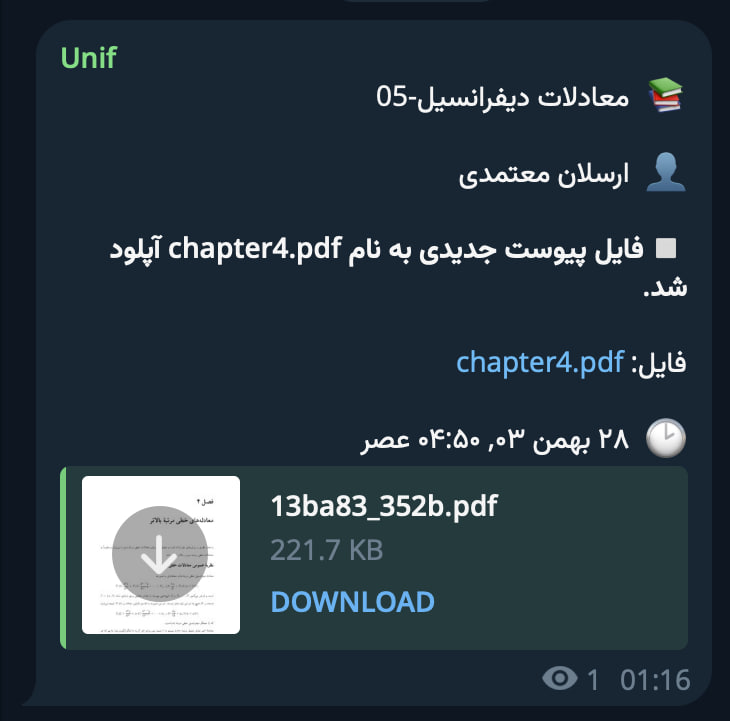 Unif
معادلات دیفرانسیل-05
ارسلان معتمدی
فایل پیوست جدیدی به نام chapter4.pdf آپلود
شد.
فایل: chapter4.pdf
۲۸ بهمن ۰۳, ۰۴:۵۰ عصر
فصل ۴
معادله‌های خطی مرتبهٔ بالاتر
13ba83_352b.pdf
221.7 KB
DOWNLOAD
1 01:16